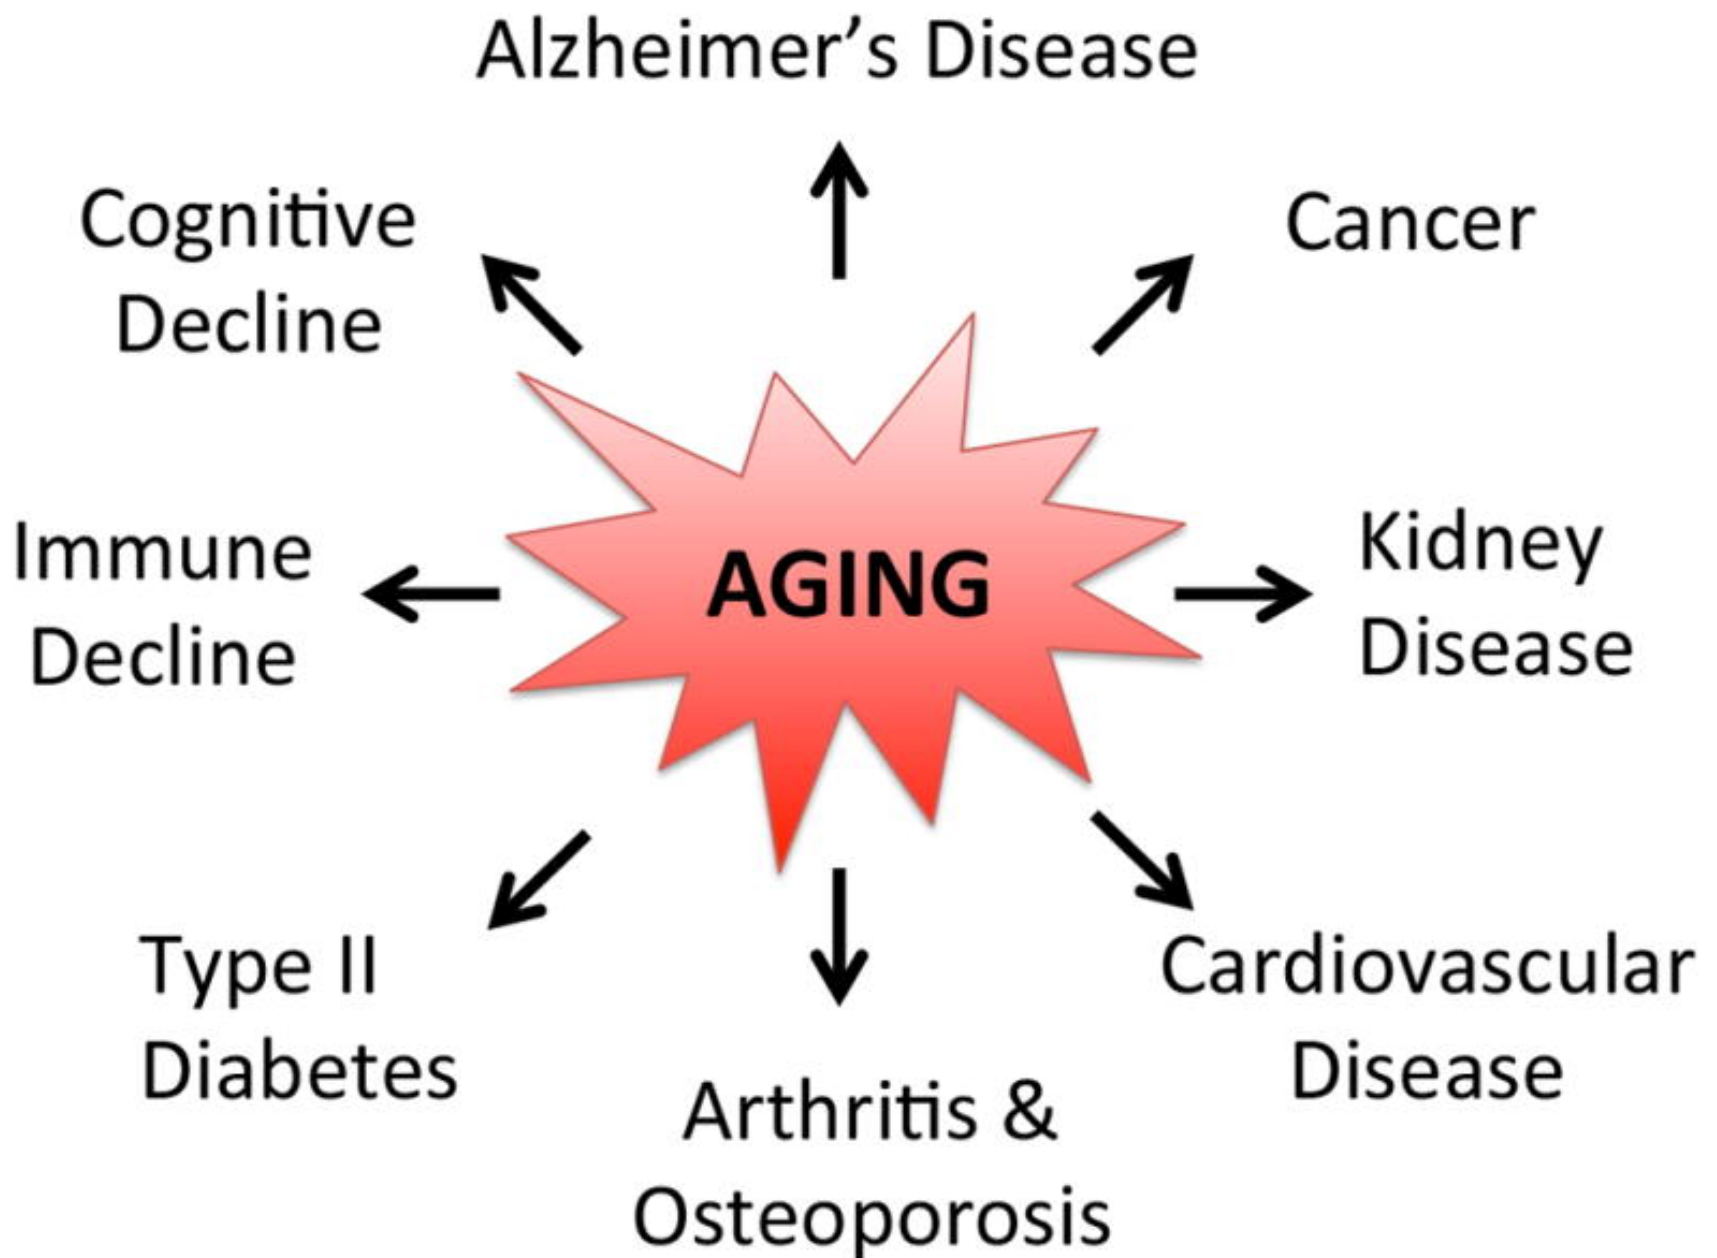 Alzheimer’s Disease
Cognitive
Decline
Cancer
Immune
Decline
AGING
Kidney
Disease
Type II
Diabetes
Arthritis &
Osteoporosis
Cardiovascular
Disease